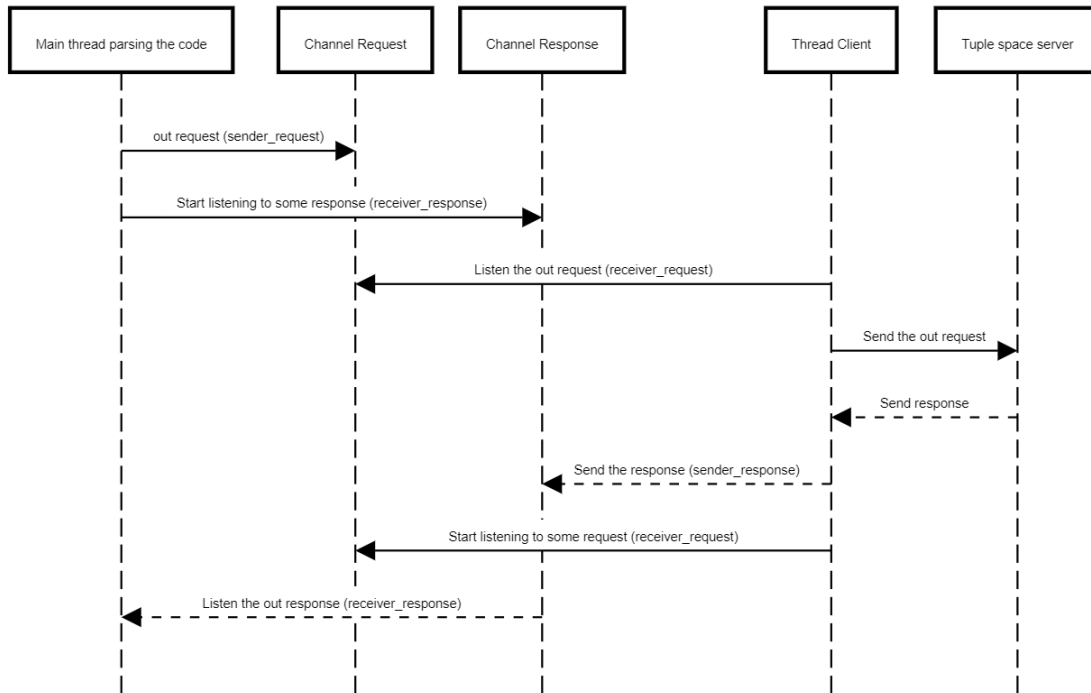 Main thread parsing the code
Channel Request
Channel Response
Thread Client
Tuple space server
out request (sender_request)
Start listening to some response (receiver_response)
Listen the out request (receiver_request)
Send the out request
Send response
Send the response (sender_response)
Start listening to some request (receiver_request)
Listen the out response (receiver_response)